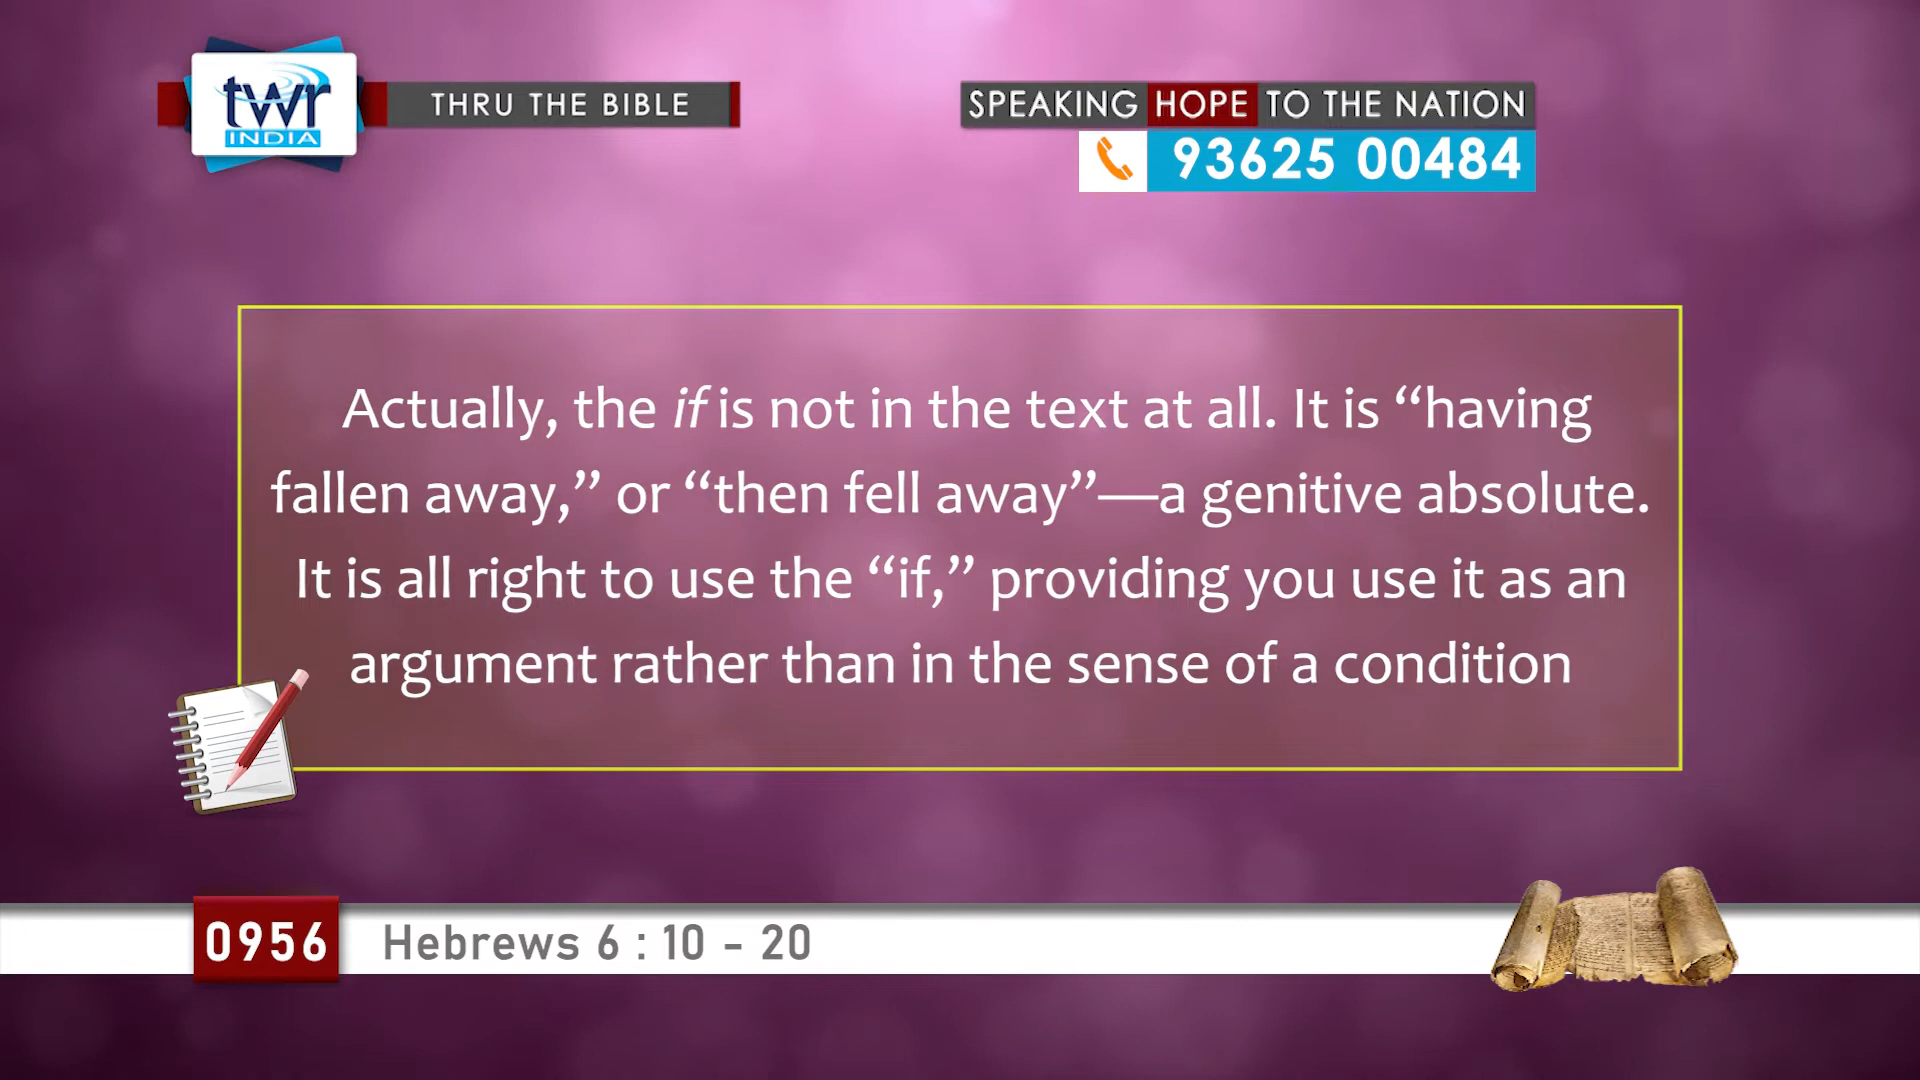 twr
INDIA
THRU THE BIBLE
SPEAKING HOPE TO THE NATION
93625 00484
Actually, the if is not in the text at all. It is “having
fallen away,” or “then fell away”—a genitive absolute.
It is all right to use the “if,” providing you use it as an
argument rather than in the sense of a condition
0956
Hebrews 6 : 10 - 20